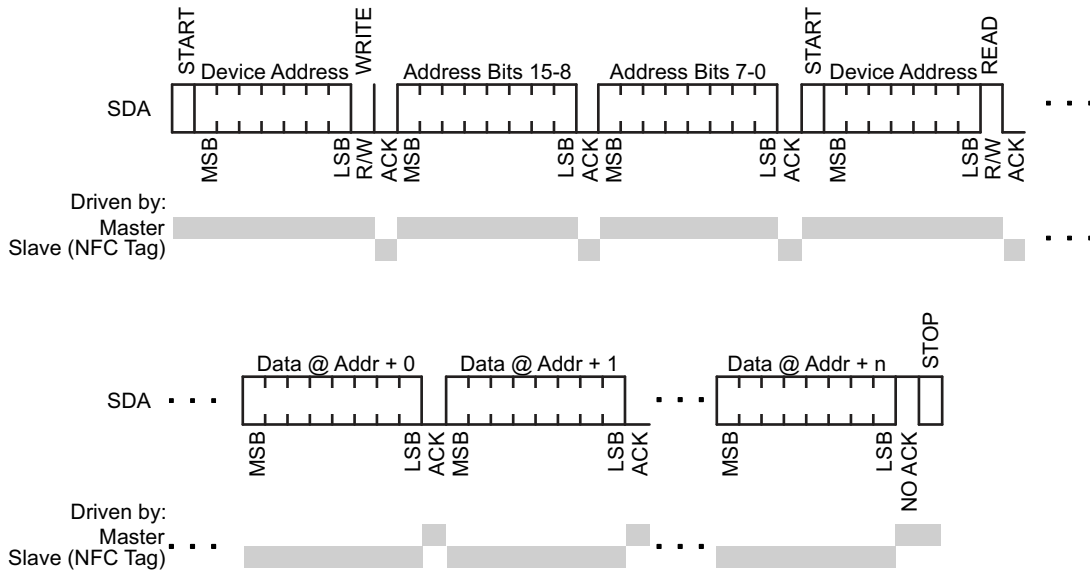 START
WRITE
START
READ
Device Address
Address Bits 15-8
Address Bits 7-0
Device Address
SDA
MSB
LSB
R/W
ACK
MSB
LSB
ACK
MSB
LSB
ACK
MSB
LSB
R/W
ACK
Driven by:
Master
Slave (NFC Tag)
STOP
Data @ Addr + 0
Data @ Addr + 1
Data @ Addr + n
SDA
MSB
LSB
ACK
MSB
LSB
ACK
MSB
LSB
NO ACK
Driven by:
Master
Slave (NFC Tag)